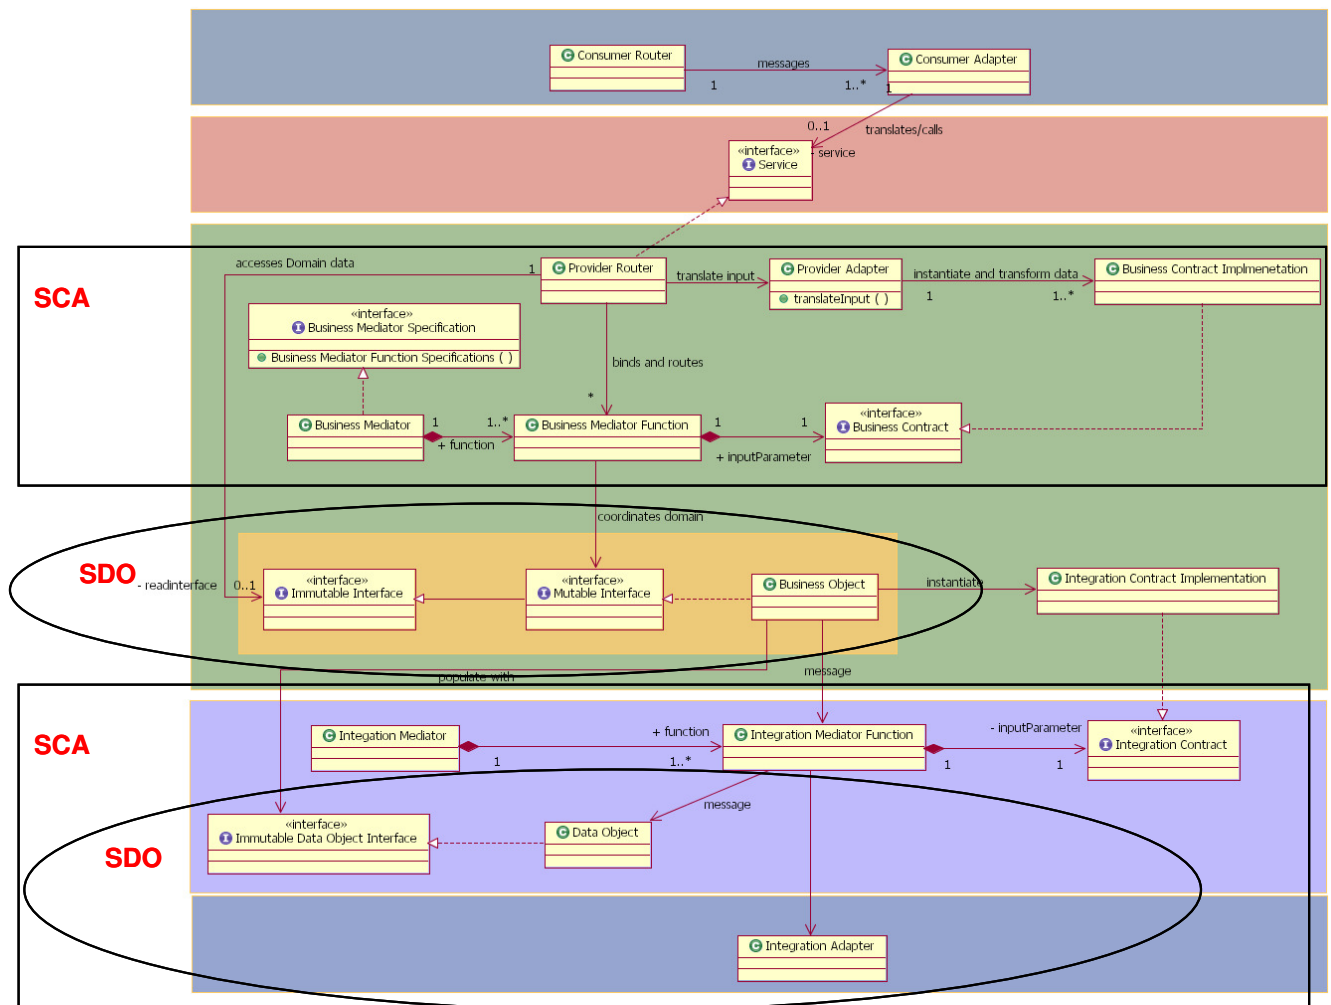 Consumer Router
messages
1
1..*
Consumer Adapter
1
0..1
translates/calls
- service
«interface»
Service
SCA
accesses Domain data
1
Provider Router
translate input
Provider Adapter
translateInput ( )
instantiate and transform data
1
1..*
Business Contract Implmenetation
«interface»
Business Mediator Specification
Business Mediator Function Specifications ( )
binds and routes
*
Business Mediator
1
1..*
+ function
Business Mediator Function
1
1
+ inputParameter
«interface»
Business Contract
coordinates domain
SDO
- readinterface
0..1
«interface»
Immutable Interface
«interface»
Mutable Interface
Business Object
instantiate
Integration Contract Implementation
populate with
message
SCA
Integation Mediator
+ function
1
1..*
Integration Mediator Function
- inputParameter
1
1
«interface»
Integration Contract
message
SDO
«interface»
Immutable Data Object Interface
Data Object
Integration Adapter